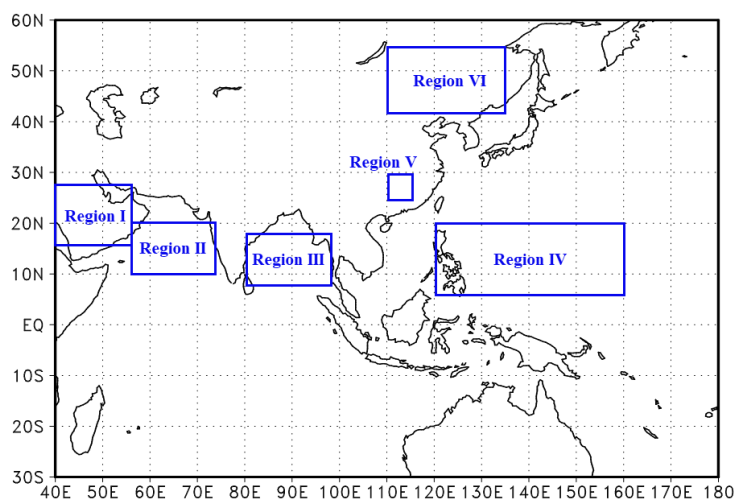 60N
Region VI
50N
40N
Region V
30N
Region I
20N
Region II
Region III
Region IV
10N
EQ
10S
20S
30S
40E 50E 60E 70E 80E 90E 100E 110E 120E 130E 140E 150E 160E 170E 180